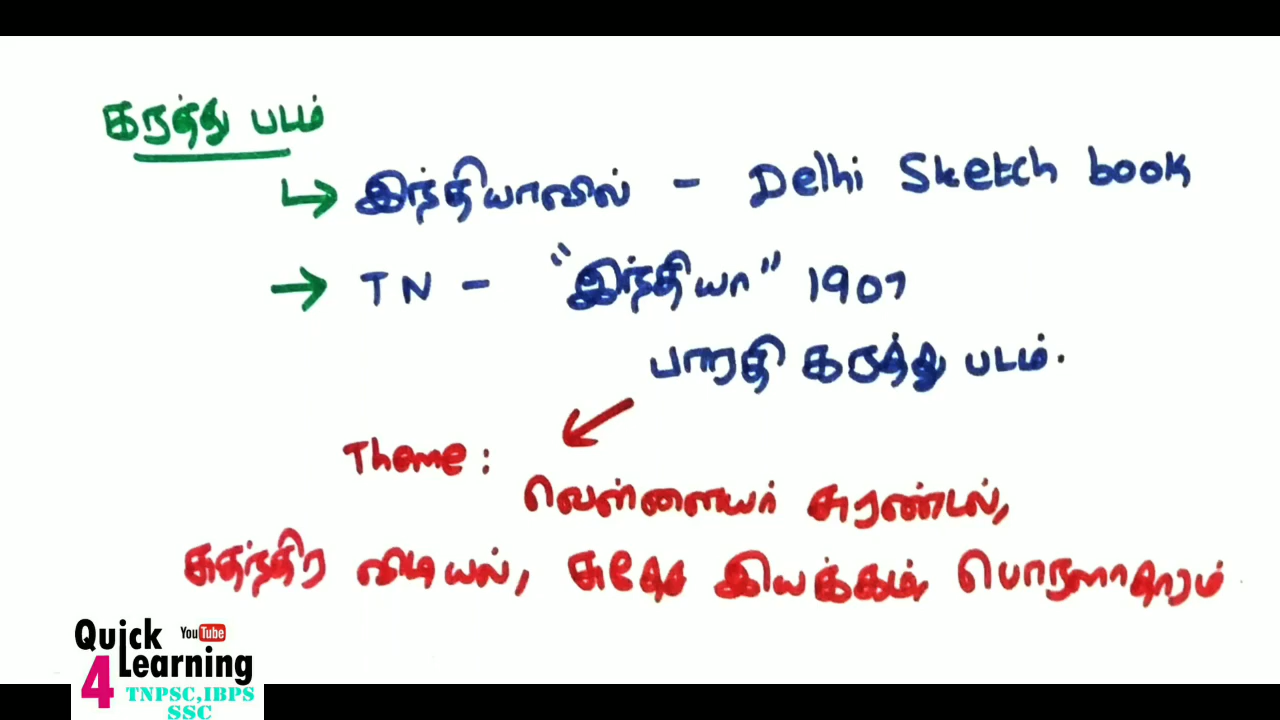 கருத்து படம்
↳ இந்தியாவில் - Delhi Sketch book
→ TN - "இந்தியா" 1907
பாரதி கருத்து படம்.
Theme:
வெள்ளையர் சுரண்டல்,
சுதந்திர விடியல், சுதேச இயக்கம், பொருளாதாரம்
Quick YouTube
4 Learning
TNPSC,IBPS
SSC